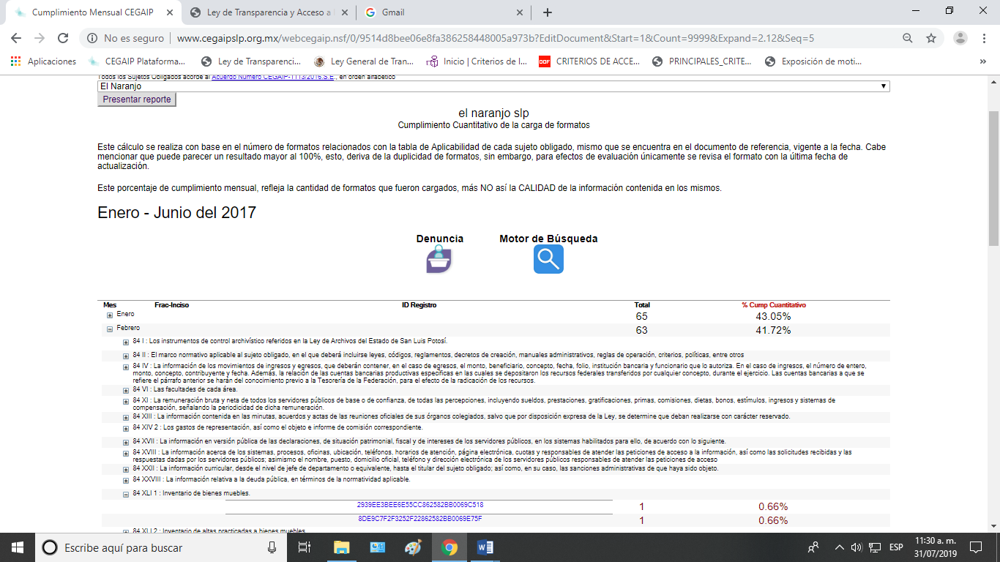 Cumplimiento Mensual CEGAIP
Ley de Transparencia y Acceso a
Gmail
No es seguro
www.cegaipslp.org.mx/webcegaip.nsf/0/9514d8bee06e8fa386258448005a973b?EditDocument&Start=1&Count=9999&Expand=2.12&Seq=5
Aplicaciones
CEGAIP Plataforma...
Ley de Transparenci...
Ley General de Tran...
Inicio | Criterios de I...
CRITERIOS DE ACCE...
PRINCIPALES_CRITE...
Exposición de moti...
Todos los Sujetos Obligados acorde al Acuerdo Número CEGAIP-1113/2016.S.E., en orden alfabético
El Naranjo
Presentar reporte
el naranjo slp
Cumplimiento Cuantitativo de la carga de formatos
Este cálculo se realiza con base en el número de formatos relacionados con la tabla de Aplicabilidad de cada sujeto obligado, mismo que se encuentra en el documento de referencia, vigente a la fecha. Cabe
mencionar que puede parecer un resultado mayor al 100%, esto, deriva de la duplicidad de formatos, sin embargo, para efectos de evaluación únicamente se revisa el formato con la última fecha de
actualización.
Este porcentaje de cumplimiento mensual, refleja la cantidad de formatos que fueron cargados, más NO así la CALIDAD de la información contenida en los mismos.
Enero - Junio del 2017
Denuncia Motor de Búsqueda
Mes Frac-Inciso ID Registro Total % Cump Cuantitativo
Enero 65 43.05%
Febrero 63 41.72%
84 I : Los instrumentos de control archivístico referidos en la Ley de Archivos del Estado de San Luis Potosí.
84 II : El marco normativo aplicable al sujeto obligado, en el que deberá incluirse leyes, códigos, reglamentos, decretos de creación, manuales administrativos, reglas de operación, criterios, políticas, entre otros
84 IV : La información de los movimientos de ingresos y egresos, que deberán contener, en el caso de egresos, el monto, beneficiario, concepto, fecha, folio, institución bancaria y funcionario que lo autoriza. En el caso de ingresos, el número de entero,
monto, concepto, contribuyente y fecha. Además, la relación de las cuentas bancarias productivas especificas en las cuales se depositaron los recursos federales transferidos por cualquier concepto, durante el ejercicio. Las cuentas bancarias a que se
refiere el párrafo anterior se harán del conocimiento previo a la Tesorería de la Federación, para el efecto de la radicación de los recursos.
84 VI : Las facultades de cada área.
84 XI : La remuneración bruta y neta de todos los servidores públicos de base o de confianza, de todas las percepciones, incluyendo sueldos, prestaciones, gratificaciones, primas, comisiones, dietas, bonos, estímulos, ingresos y sistemas de
compensación, señalando la periodicidad de dicha remuneración.
84 XIII : La información contenida en las minutas, acuerdos y actas de las reuniones oficiales de sus órganos colegiados, salvo que por disposición expresa de la Ley, se determine que deban realizarse con carácter reservado.
84 XIV 2 : Los gastos de representación, así como el objeto e informe de comisión correspondiente.
84 XVII : La información en versión pública de las declaraciones, de situación patrimonial, fiscal y de intereses de los servidores públicos, en los sistemas habilitados para ello, de acuerdo con lo siguiente.
84 XVIII : La información acerca de los sistemas, procesos, oficinas, ubicación, teléfonos, horarios de atención, página electrónica, cuotas y responsables de atender las peticiones de acceso a la información, así como las solicitudes recibidas y las
respuestas dadas por los servidores públicos; asimismo el nombre, puesto, domicilio oficial, teléfono y dirección electrónica de los servidores públicos responsables de atender las peticiones de acceso
84 XXII : La información curricular, desde el nivel de jefe de departamento o equivalente, hasta el titular del sujeto obligado; así como, en su caso, las sanciones administrativas de que haya sido objeto.
84 XXVIII : La información relativa a la deuda pública, en términos de la normatividad aplicable.
84 XLI 1 : Inventario de bienes muebles.
2939EE3BEE6E55CC862582BB0069C518 1 0.66%
8DE9C7F2F3252F22862582BB0069E75F 1 0.66%
84 XLI 2 : Inventario de altas practicadas a bienes muebles
Escribe aquí para buscar
ESP
11:30 a. m.
31/07/2019